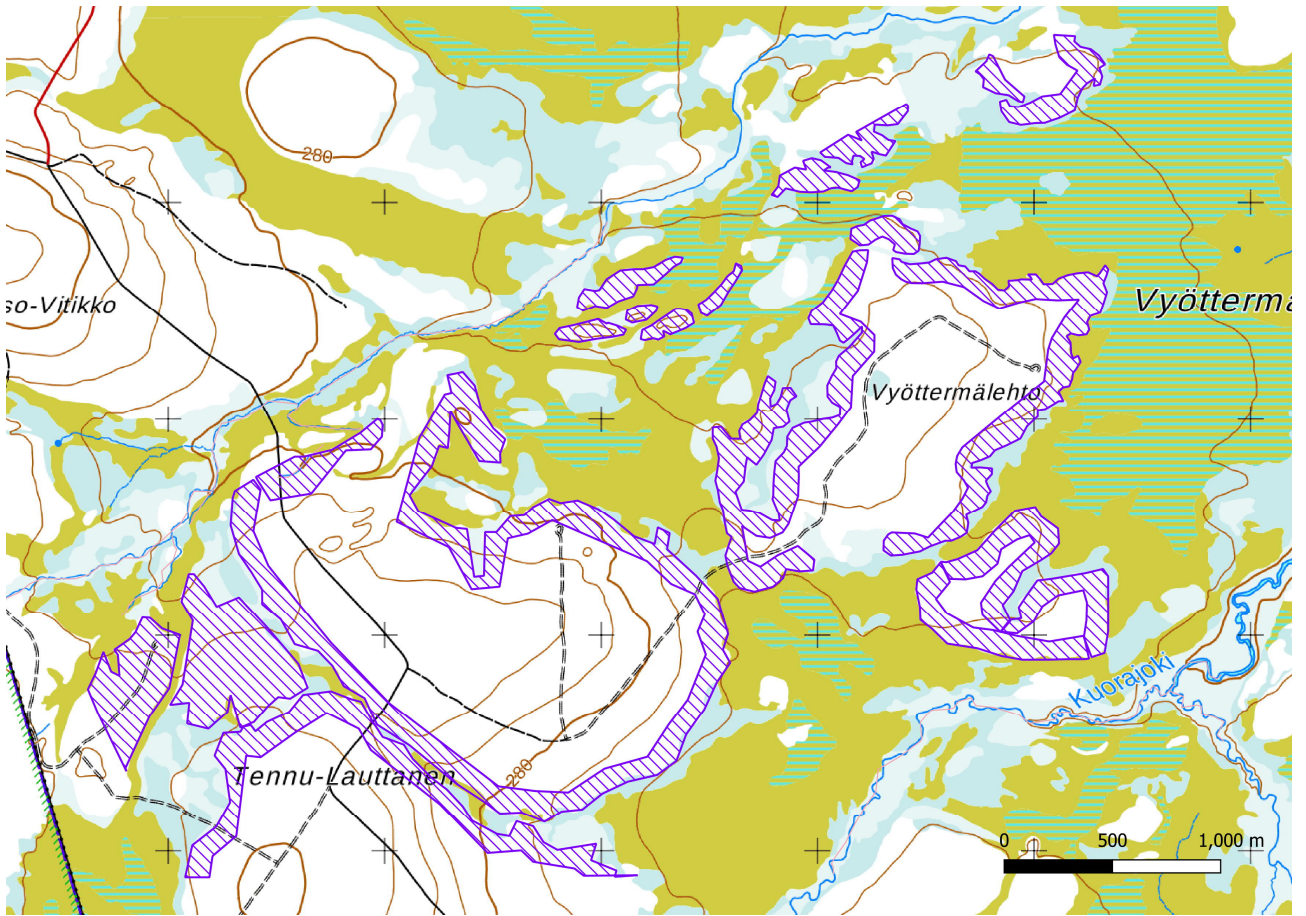 280
so-Vitikko
Vyötterma
Vyöttermälehto
Kuorajoki
Tennu-Lauttanen
280
0 500 1,000 m